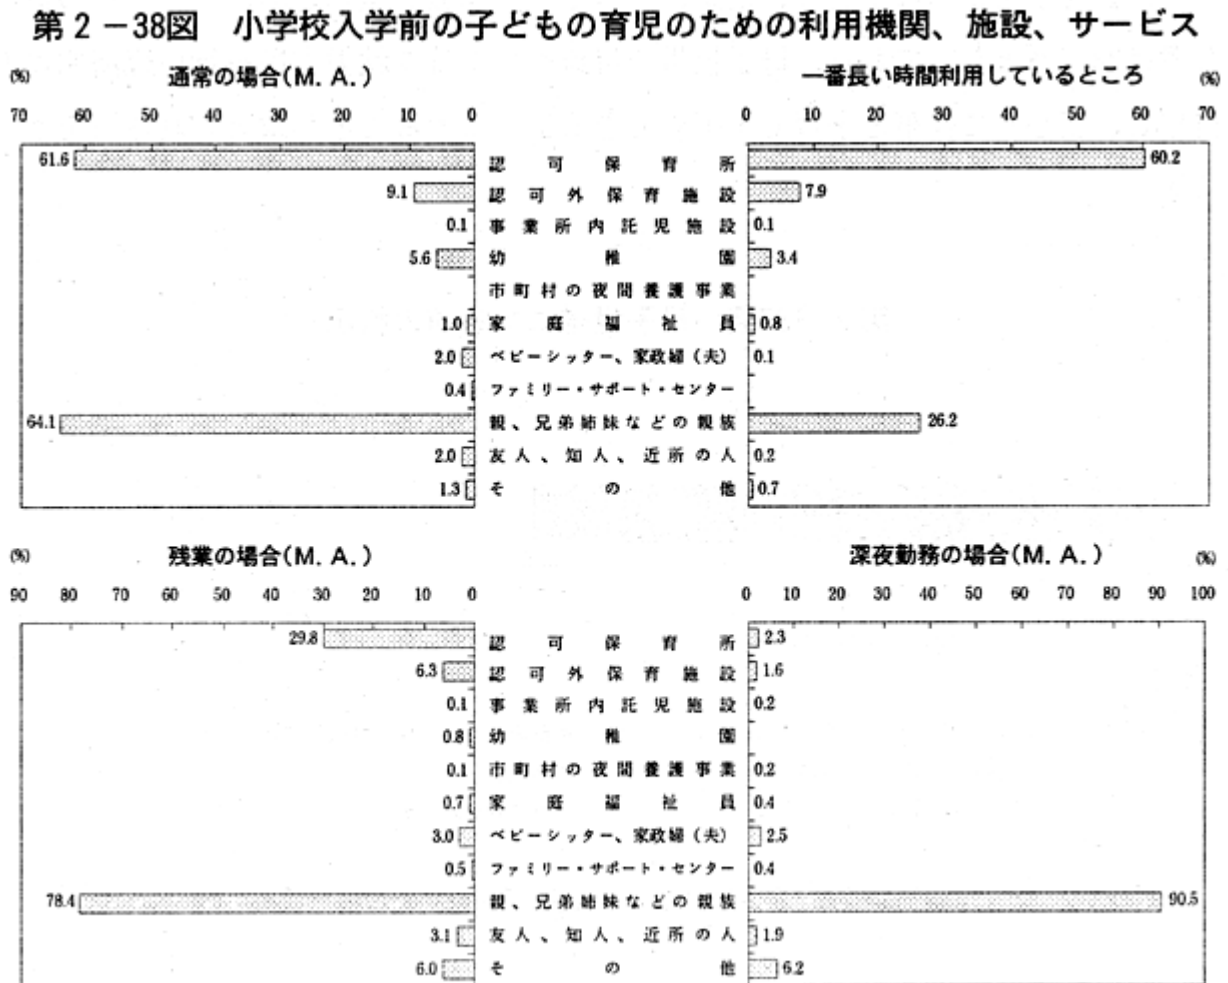 第２－38図　小学校入学前の子どもの育児のための利用機関、施設、サービス
(%) 通常の場合(M. A. ) 一番長い時間利用しているところ (%)
70 60 50 40 30 20 10 0 0 10 20 30 40 50 60 70
61.6 認可保育所 60.2
9.1 認可外保育施設 7.9
0.1 事業所内託児施設 0.1
5.6 幼稚園 3.4
市町村の夜間養護事業
1.0 家庭福祉員 0.8
2.0 ベビーシッター、家政婦（夫） 0.1
0.4 ファミリー・サポート・センター
64.1 親、兄弟姉妹などの親族 26.2
2.0 友人、知人、近所の人 0.2
1.3 その他 0.7
(%) 残業の場合(M. A. ) 深夜勤務の場合(M. A. ) (%)
90 80 70 60 50 40 30 20 10 0 0 10 20 30 40 50 60 70 80 90 100
29.8 認可保育所 2.3
6.3 認可外保育施設 1.6
0.1 事業所内託児施設 0.2
0.8 幼稚園
0.1 市町村の夜間養護事業 0.2
0.7 家庭福祉員 0.4
3.0 ベビーシッター、家政婦（夫） 2.5
0.5 ファミリー・サポート・センター 0.4
78.4 親、兄弟姉妹などの親族 90.5
3.1 友人、知人、近所の人 1.9
6.0 その他 6.2